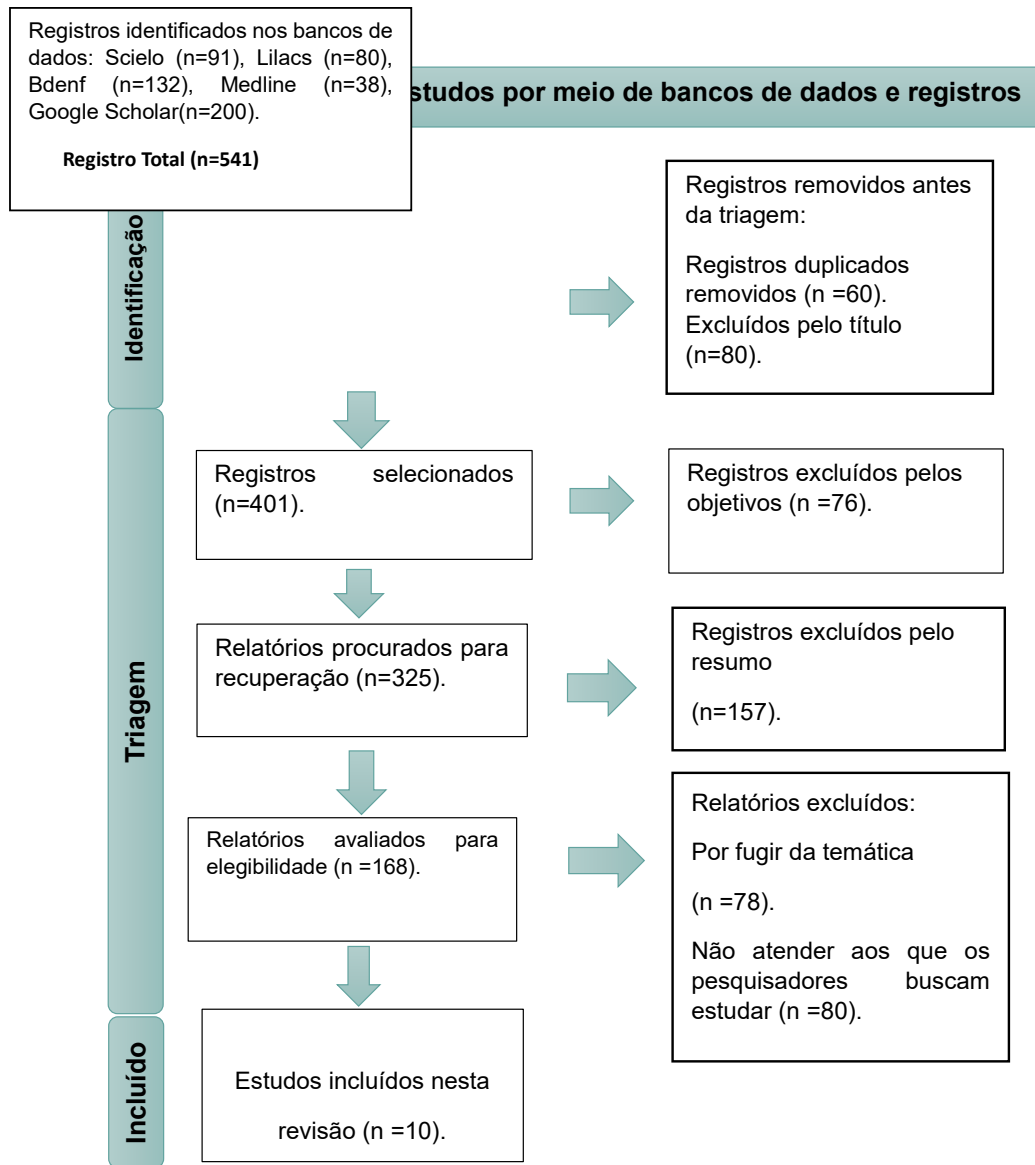 Registros identificados nos bancos de
dados: Scielo (n=91), Lilacs (n=80),
Bdenf (n=132), Medline (n=38),
Google Scholar(n=200).
Registro Total (n=541)
studos por meio de bancos de dados e registros
Identificação
Registros removidos antes
da triagem:
Registros duplicados
removidos (n =60).
Excluídos pelo título
(n=80).
Triagem
Registros selecionados
(n=401).
Registros excluídos pelos
objetivos (n =76).
Relatórios procurados para
recuperação (n=325).
Registros excluídos pelo
resumo
(n=157).
Relatórios avaliados para
elegibilidade (n =168).
Relatórios excluídos:
Por fugir da temática
(n =78).
Não atender aos que os
pesquisadores buscam
estudar (n =80).
Incluído
Estudos incluídos nesta
revisão (n =10).